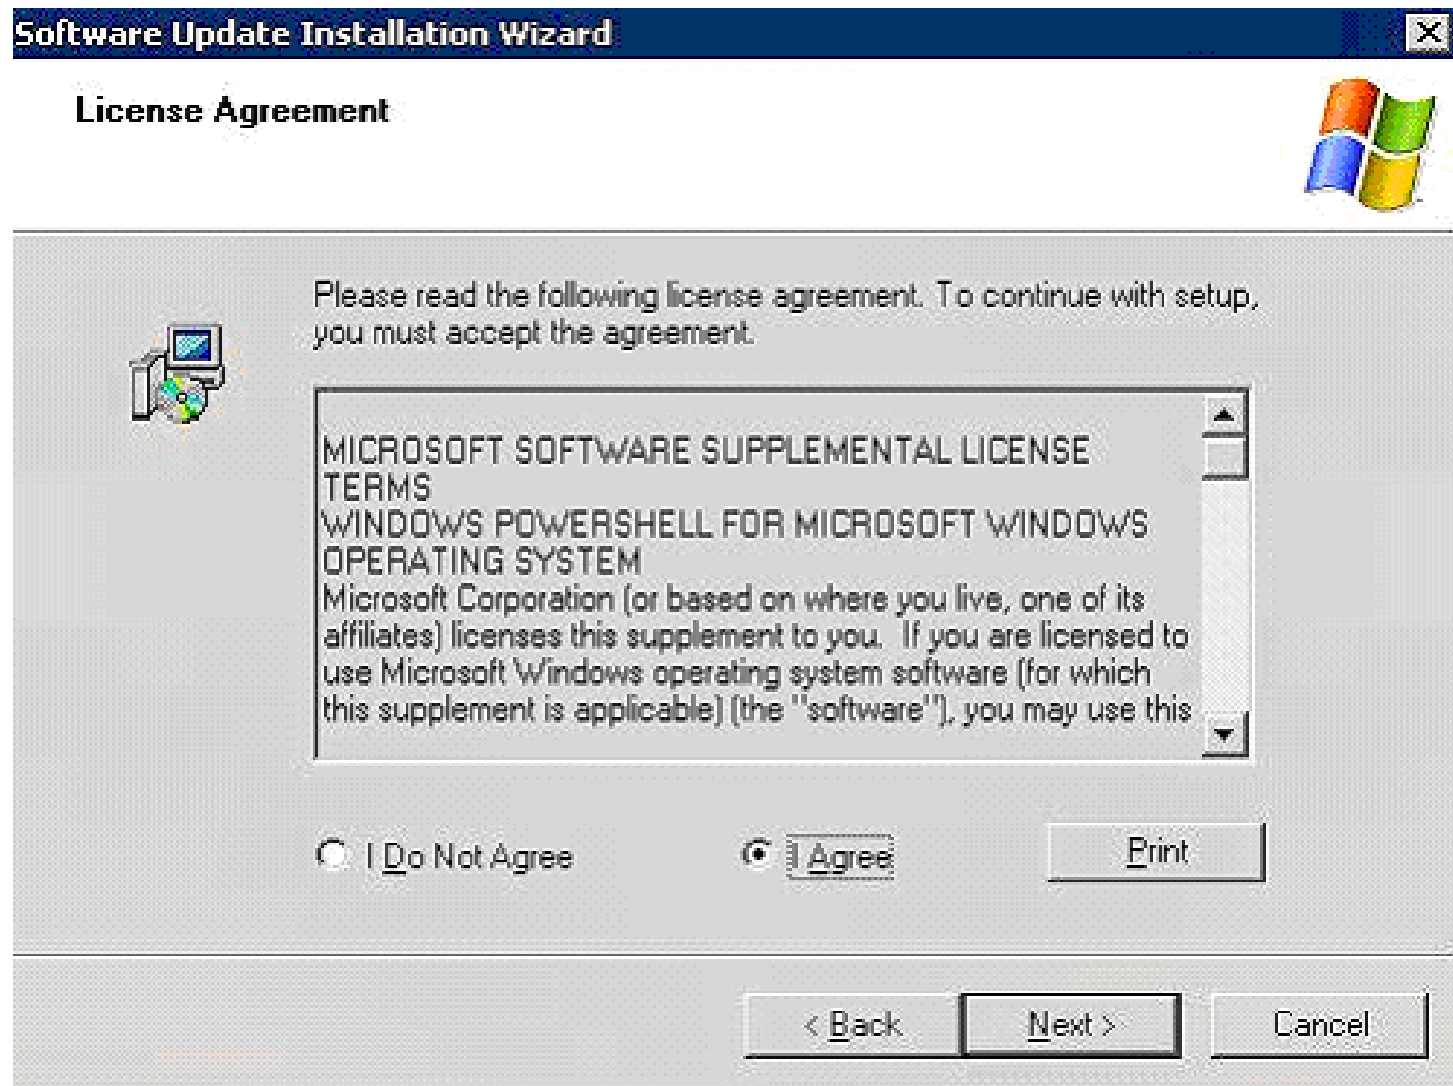 Software Update Installation Wizard
License Agreement
Please read the following license agreement. To continue with setup,
you must accept the agreement.
MICROSOFT SOFTWARE SUPPLEMENTAL LICENSE
TERMS
WINDOWS POWERSHELL FOR MICROSOFT WINDOWS
OPERATING SYSTEM
Microsoft Corporation (or based on where you live, one of its
affiliates) licenses this supplement to you.  If you are licensed to
use Microsoft Windows operating system software (for which
this supplement is applicable) (the "software"), you may use this
I Do Not Agree
I Agree
Print
< Back
Next >
Cancel